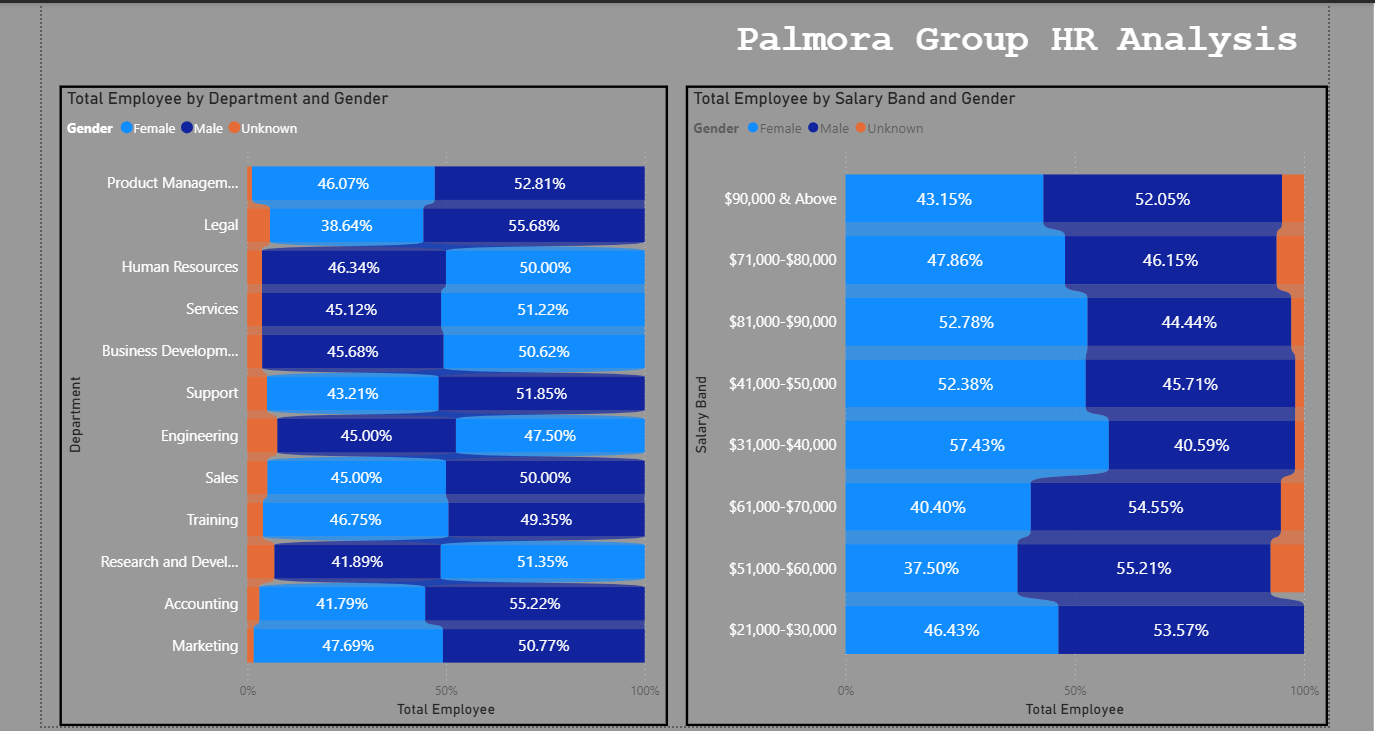 Palmora Group HR Analysis
Total Employee by Department and Gender
Gender Female Male Unknown
Department
Product Managem... 46.07% 52.81%
Legal 38.64% 55.68%
Human Resources 46.34% 50.00%
Services 45.12% 51.22%
Business Developm... 45.68% 50.62%
Support 43.21% 51.85%
Engineering 45.00% 47.50%
Sales 45.00% 50.00%
Training 46.75% 49.35%
Research and Devel... 41.89% 51.35%
Accounting 41.79% 55.22%
Marketing 47.69% 50.77%
0% 50% 100%
Total Employee
Total Employee by Salary Band and Gender
Gender Female Male Unknown
Salary Band
$90,000 & Above 43.15% 52.05%
$71,000-$80,000 47.86% 46.15%
$81,000-$90,000 52.78% 44.44%
$41,000-$50,000 52.38% 45.71%
$31,000-$40,000 57.43% 40.59%
$61,000-$70,000 40.40% 54.55%
$51,000-$60,000 37.50% 55.21%
$21,000-$30,000 46.43% 53.57%
0% 50% 100%
Total Employee